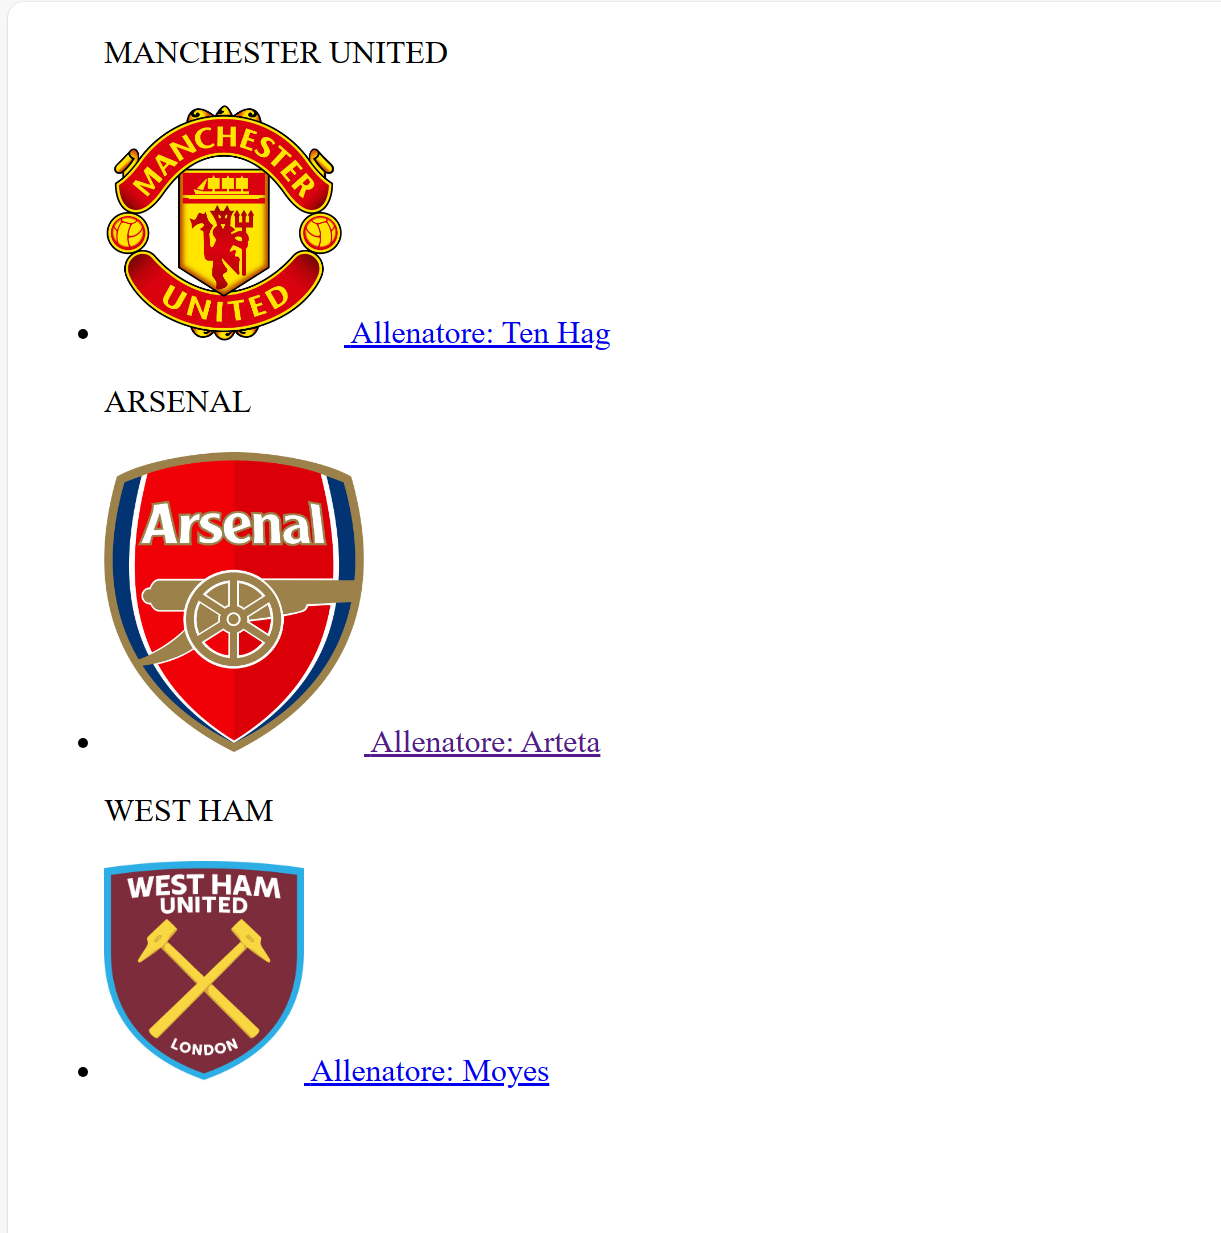 MANCHESTER UNITED
MANCHESTER
UNITED
Allenatore: Ten Hag
ARSENAL
Arsenal
Allenatore: Arteta
WEST HAM
WEST HAM
UNITED
LONDON
Allenatore: Moyes